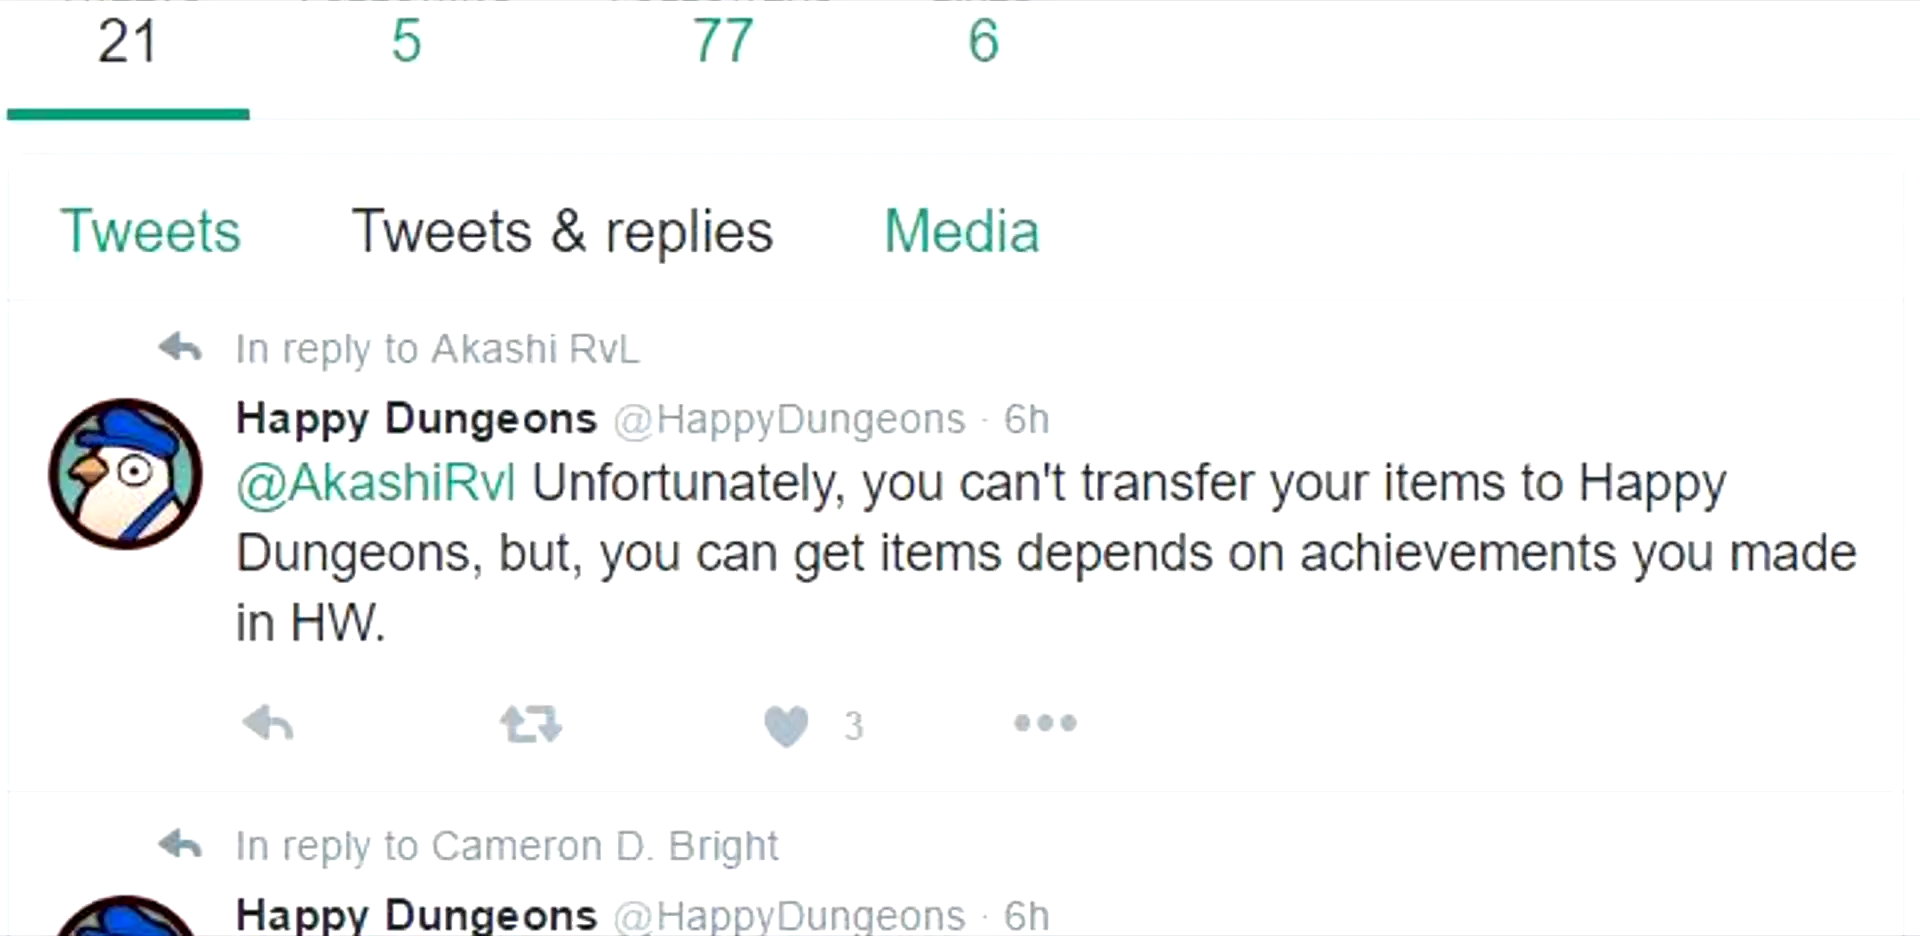 21 5 77 6
Tweets Tweets & replies Media
In reply to Akashi RvL
Happy Dungeons @HappyDungeons · 6h
@AkashiRvl Unfortunately, you can't transfer your items to Happy
Dungeons, but, you can get items depends on achievements you made
in HW.
3
In reply to Cameron D. Bright
Happy Dungeons @HappyDungeons · 6h